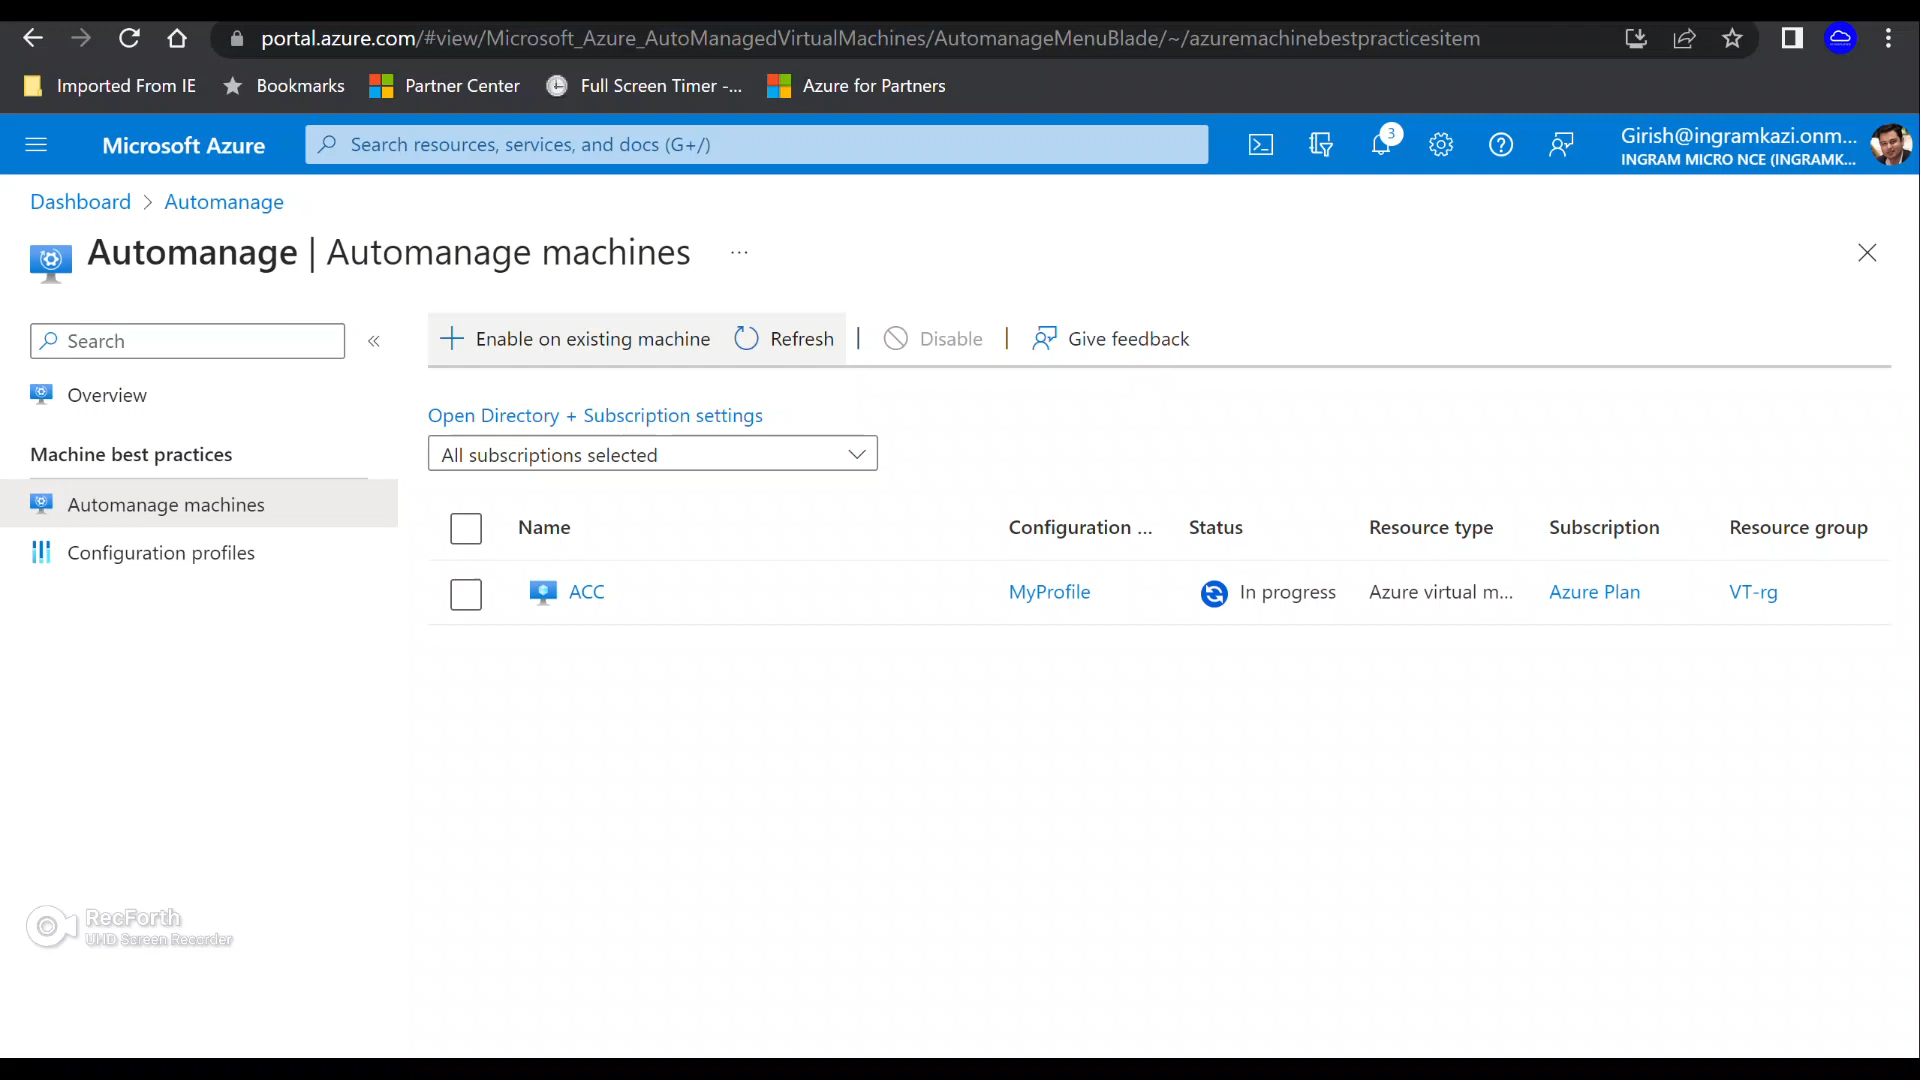 portal.azure.com/#view/Microsoft_Azure_AutoManagedVirtualMachines/AutomanageMenuBlade/~/azuremachinebestpracticesitem
Imported From IE Bookmarks Partner Center Full Screen Timer -... Azure for Partners
Microsoft Azure Search resources, services, and docs (G+/) 3 Girish@ingramkazi.onm...
INGRAM MICRO NCE (INGRAMK...
Dashboard > Automanage
Automanage | Automanage machines ...
Search «
Enable on existing machine Refresh | Disable | Give feedback
Overview
Open Directory + Subscription settings
Machine best practices
All subscriptions selected
Automanage machines
Configuration profiles
Name Configuration ... Status Resource type Subscription Resource group
ACC MyProfile In progress Azure virtual m... Azure Plan VT-rg
RecForth
UHD Screen Recorder